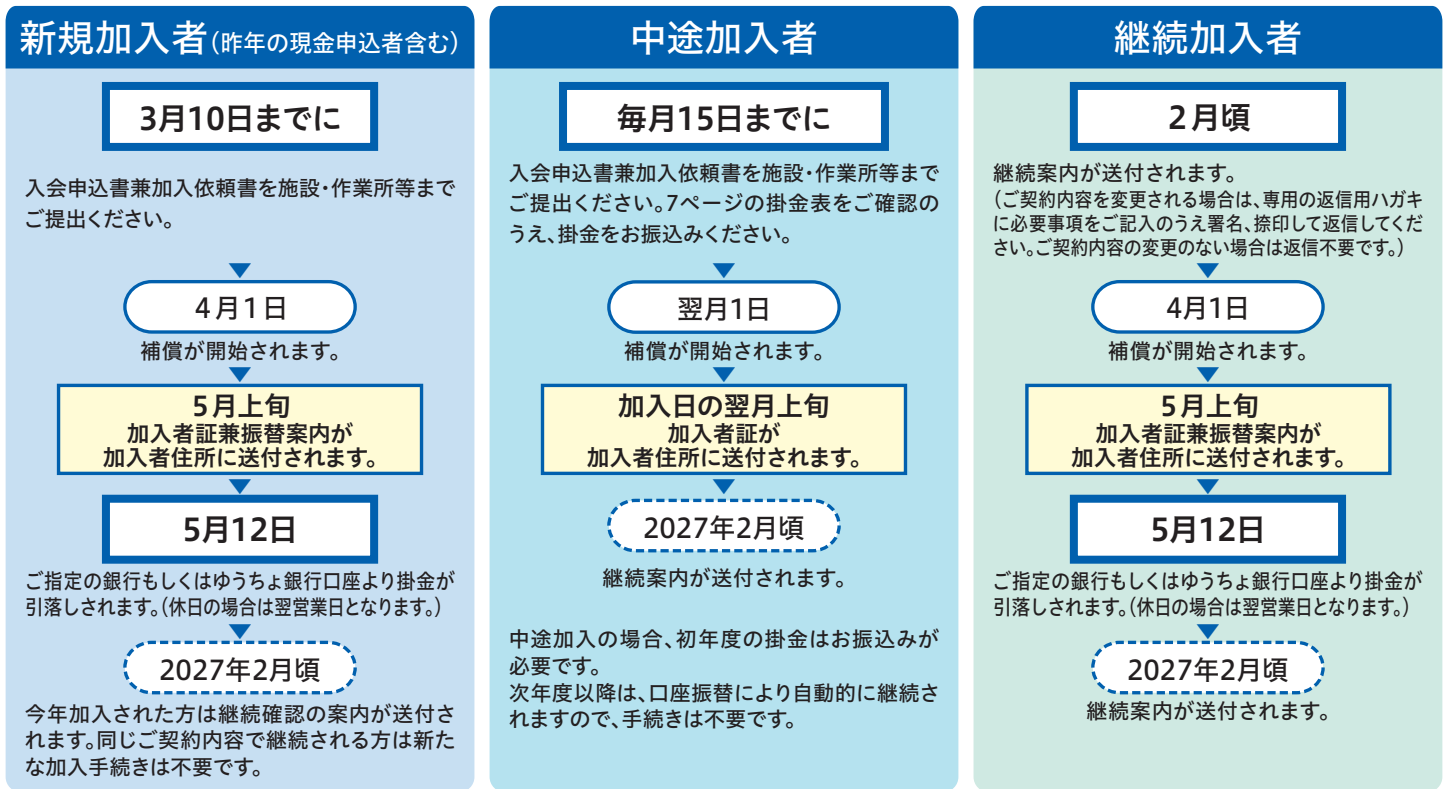 新規加入者(昨年の現金申込者含む)
3月10日までに
入会申込書兼加入依頼書を施設・作業所等まで
ご提出ください。
4月1日
補償が開始されます。
5月上旬
加入者証兼振替案内が
加入者住所に送付されます。
5月12日
ご指定の銀行もしくはゆうちょ銀行口座より掛金が
引落しされます。(休日の場合は翌営業日となります。)
2027年2月頃
今年加入された方は継続確認の案内が送付さ
れます。同じご契約内容で継続される方は新た
な加入手続きは不要です。
中途加入者
毎月15日までに
入会申込書兼加入依頼書を施設・作業所等まで
ご提出ください。7ページの掛金表をご確認の
うえ、掛金をお振込みください。
翌月1日
補償が開始されます。
加入日の翌月上旬
加入者証が
加入者住所に送付されます。
2027年2月頃
継続案内が送付されます。
中途加入の場合、初年度の掛金はお振込みが
必要です。
次年度以降は、口座振替により自動的に継続さ
れますので、手続きは不要です。
継続加入者
2月頃
継続案内が送付されます。
(ご契約内容を変更される場合は、専用の返信用ハガキ
に必要事項をご記入のうえ署名、捺印して返信してくだ
さい。ご契約内容の変更のない場合は返信不要です。)
4月1日
補償が開始されます。
5月上旬
加入者証兼振替案内が
加入者住所に送付されます。
5月12日
ご指定の銀行もしくはゆうちょ銀行口座より掛金が
引落しされます。(休日の場合は翌営業日となります。)
2027年2月頃
継続案内が送付されます。